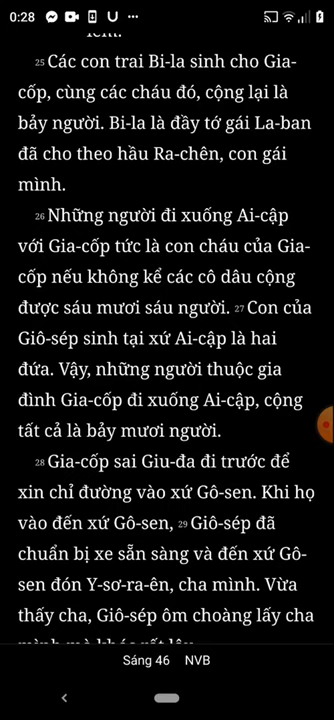 0:28
25 Các con trai Bi-la sinh cho Gia-
cốp, cùng các cháu đó, cộng lại là
bảy người. Bi-la là đầy tớ gái La-ban
đã cho theo hầu Ra-chên, con gái
mình.
26 Những người đi xuống Ai-cập
với Gia-cốp tức là con cháu của Gia-
cốp nếu không kể các cô dâu cộng
được sáu mươi sáu người. 27 Con của
Giô-sép sinh tại xứ Ai-cập là hai
đứa. Vậy, những người thuộc gia
đình Gia-cốp đi xuống Ai-cập, cộng
tất cả là bảy mươi người.
28 Gia-cốp sai Giu-đa đi trước để
xin chỉ đường vào xứ Gô-sen. Khi họ
vào đến xứ Gô-sen, 29 Giô-sép đã
chuẩn bị xe sẵn sàng và đến xứ Gô-
sen đón Y-sơ-ra-ên, cha mình. Vừa
thấy cha, Giô-sép ôm choàng lấy cha
Sáng 46 NVB